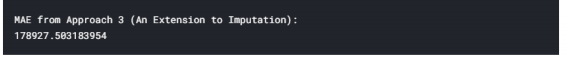 MAE from Approach 3 (An Extension to Imputation):
178927.503183954